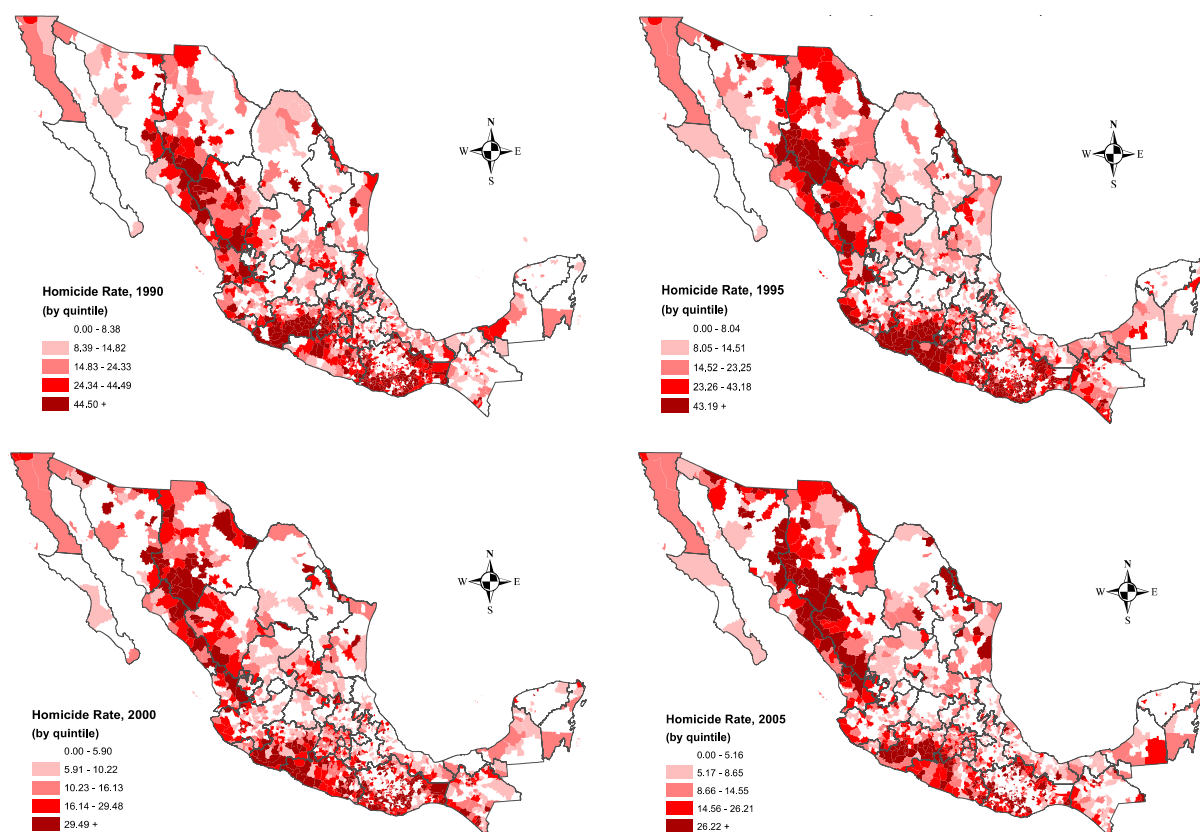 N
W E
S
Homicide Rate, 1990
(by quintile)
0.00 - 8.38
8.39 - 14.82
14.83 - 24.33
24.34 - 44.49
44.50 +
N
W E
S
Homicide Rate, 1995
(by quintile)
0.00 - 8.04
8.05 - 14.51
14,52 - 23,25
23.26 - 43.18
43.19 +
N
W E
S
Homicide Rate, 2000
(by quintile)
0.00 - 5.90
5.91 - 10.22
10.23 - 16.13
16.14 - 29.48
29.49 +
N
W E
S
Homicide Rate, 2005
(by quintile)
0.00 - 5.16
5.17 - 8.65
8.66 - 14.55
14.56 - 26.21
26.22 +